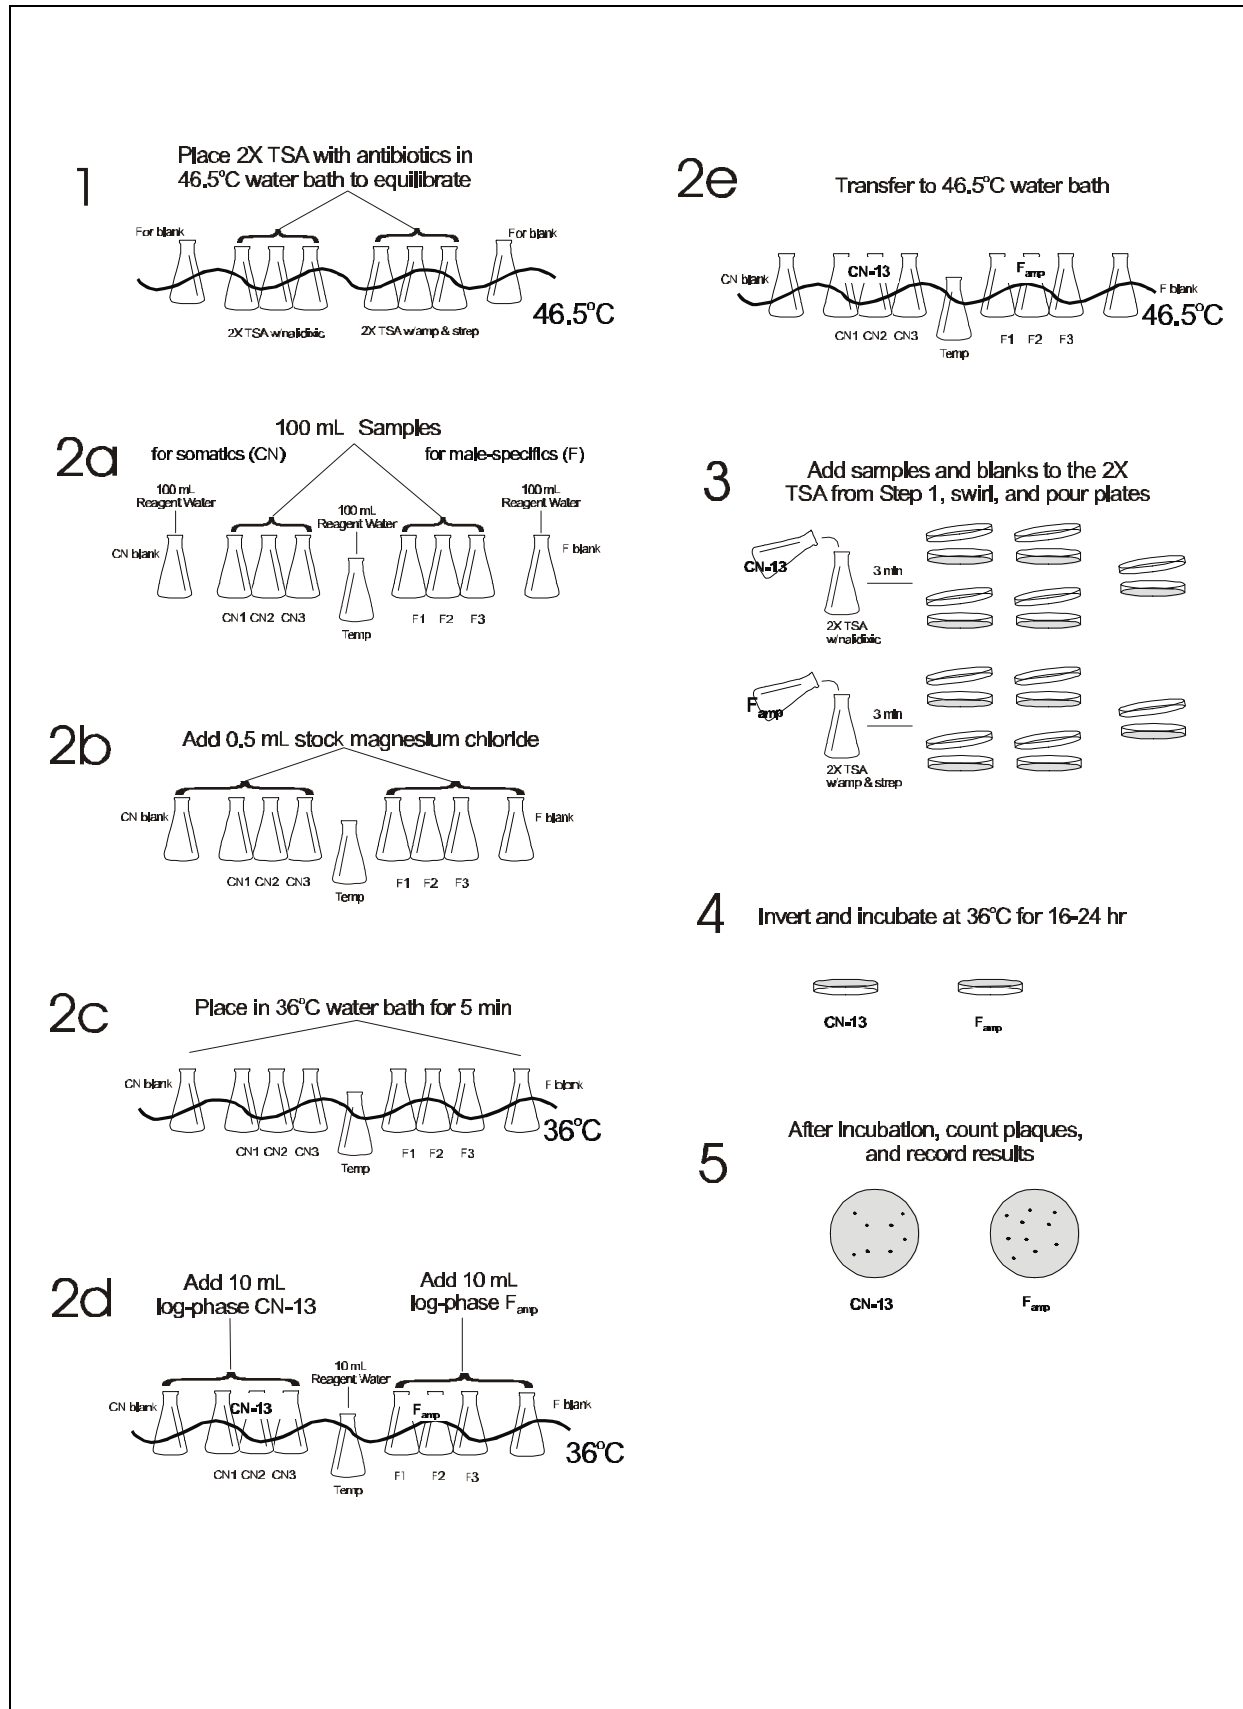 1
Place 2X TSA with antibiotics in
46.5°C water bath to equilibrate
For blank
For blank
46.5°C
2X TSA w/nalidixic
2X TSA w/amp & strep
2a
100 mL Samples
for somatics (CN)
for male-specifics (F)
100 mL
Reagent Water
100 mL
Reagent Water
100 mL
Reagent Water
CN blank
F blank
CN1 CN2 CN3
F1 F2 F3
Temp
2b
Add 0.5 mL stock magnesium chloride
CN blank
F blank
CN1 CN2 CN3
F1 F2 F3
Temp
2c
Place in 36°C water bath for 5 min
CN blank
F blank
36°C
CN1 CN2 CN3
F1 F2 F3
Temp
2d
Add 10 mL
log-phase CN-13
Add 10 mL
log-phase Famp
10 mL
Reagent Water
CN blank
CN-13
Famp
F blank
36°C
CN1 CN2 CN3
F1 F2 F3
Temp
2e
Transfer to 46.5°C water bath
CN blank
CN-13
Famp
F blank
46.5°C
CN1 CN2 CN3
F1 F2 F3
Temp
3
Add samples and blanks to the 2X
TSA from Step 1, swirl, and pour plates
CN-13
3 min
2X TSA
w/nalidixic
Famp
3 min
2X TSA
w/amp & strep
4
Invert and incubate at 36°C for 16-24 hr
CN-13
Famp
5
After incubation, count plaques,
and record results
CN-13
Famp